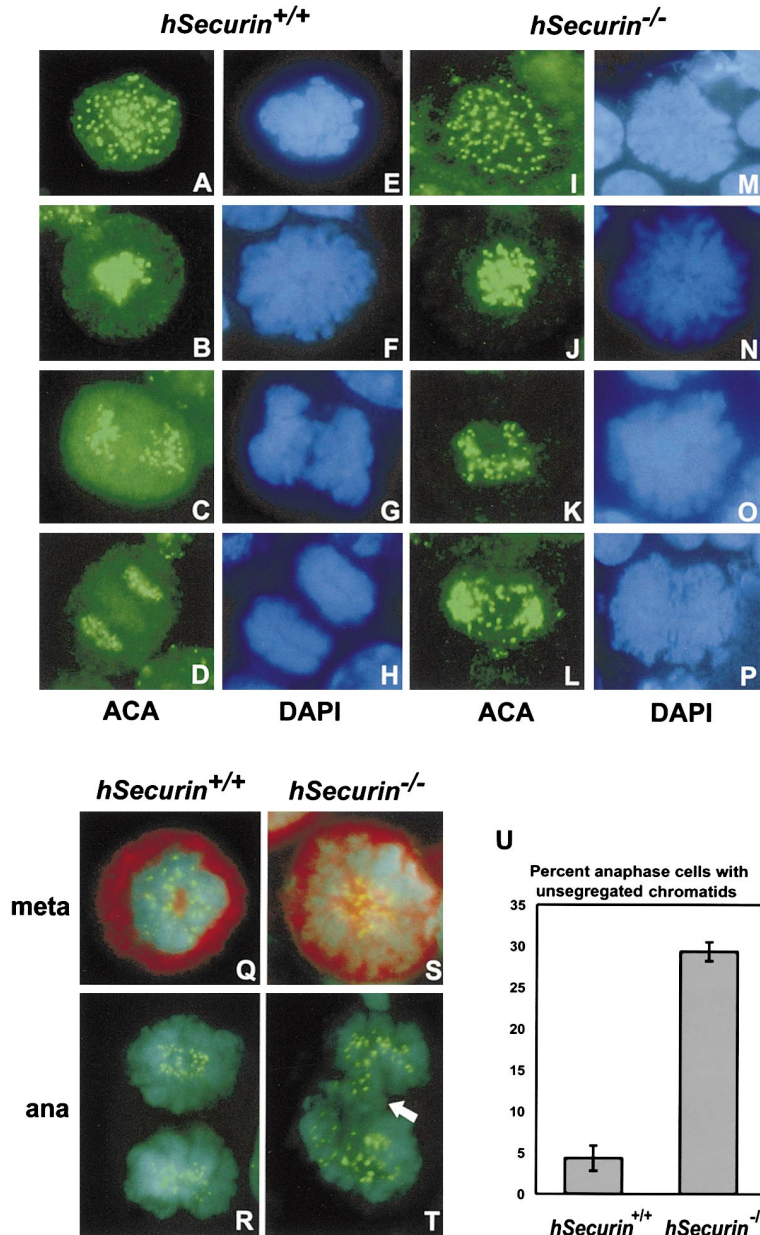 hSecurin+/+ hSecurin-/-
A E I M
B F J N
C G K O
D H L P
ACA DAPI ACA DAPI
hSecurin+/+ hSecurin-/-
U
Percent anaphase cells with
unsegregated chromatids
meta
Q S
ana
R T
35
30
25
20
15
10
5
0
hSecurin+/+ hSecurin-/